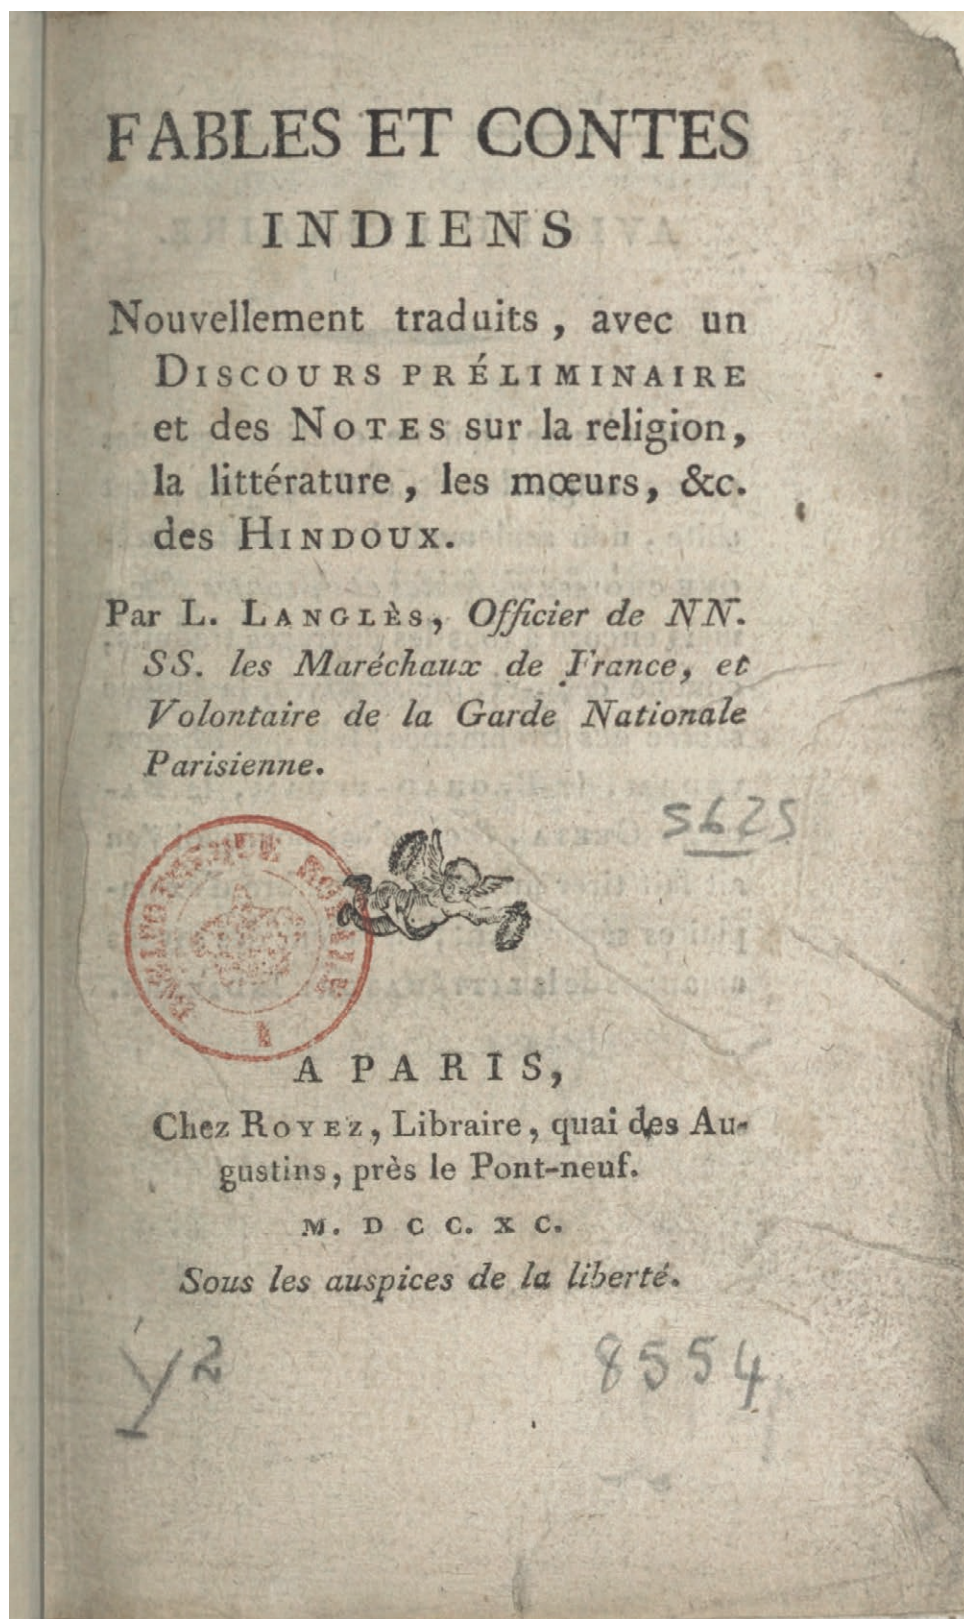 FABLES ET CONTES
INDIENS
Nouvellement traduits, avec un
DISCOURS PRÉLIMINAIRE
et des NOTES sur la religion,
la littérature, les mœurs, &c.
des HINDOUX.
Par L. LANGLÈS, Officier de NN.
SS. les Maréchaux de France, et
Volontaire de la Garde Nationale
Parisienne.
5625
BIBLIOTHEQUE ROYALE
A PARIS,
Chez ROYEZ, Libraire, quai des Au-
gustins, près le Pont-neuf.
M. D C C. X C.
Sous les auspices de la liberté.
Y2
8554